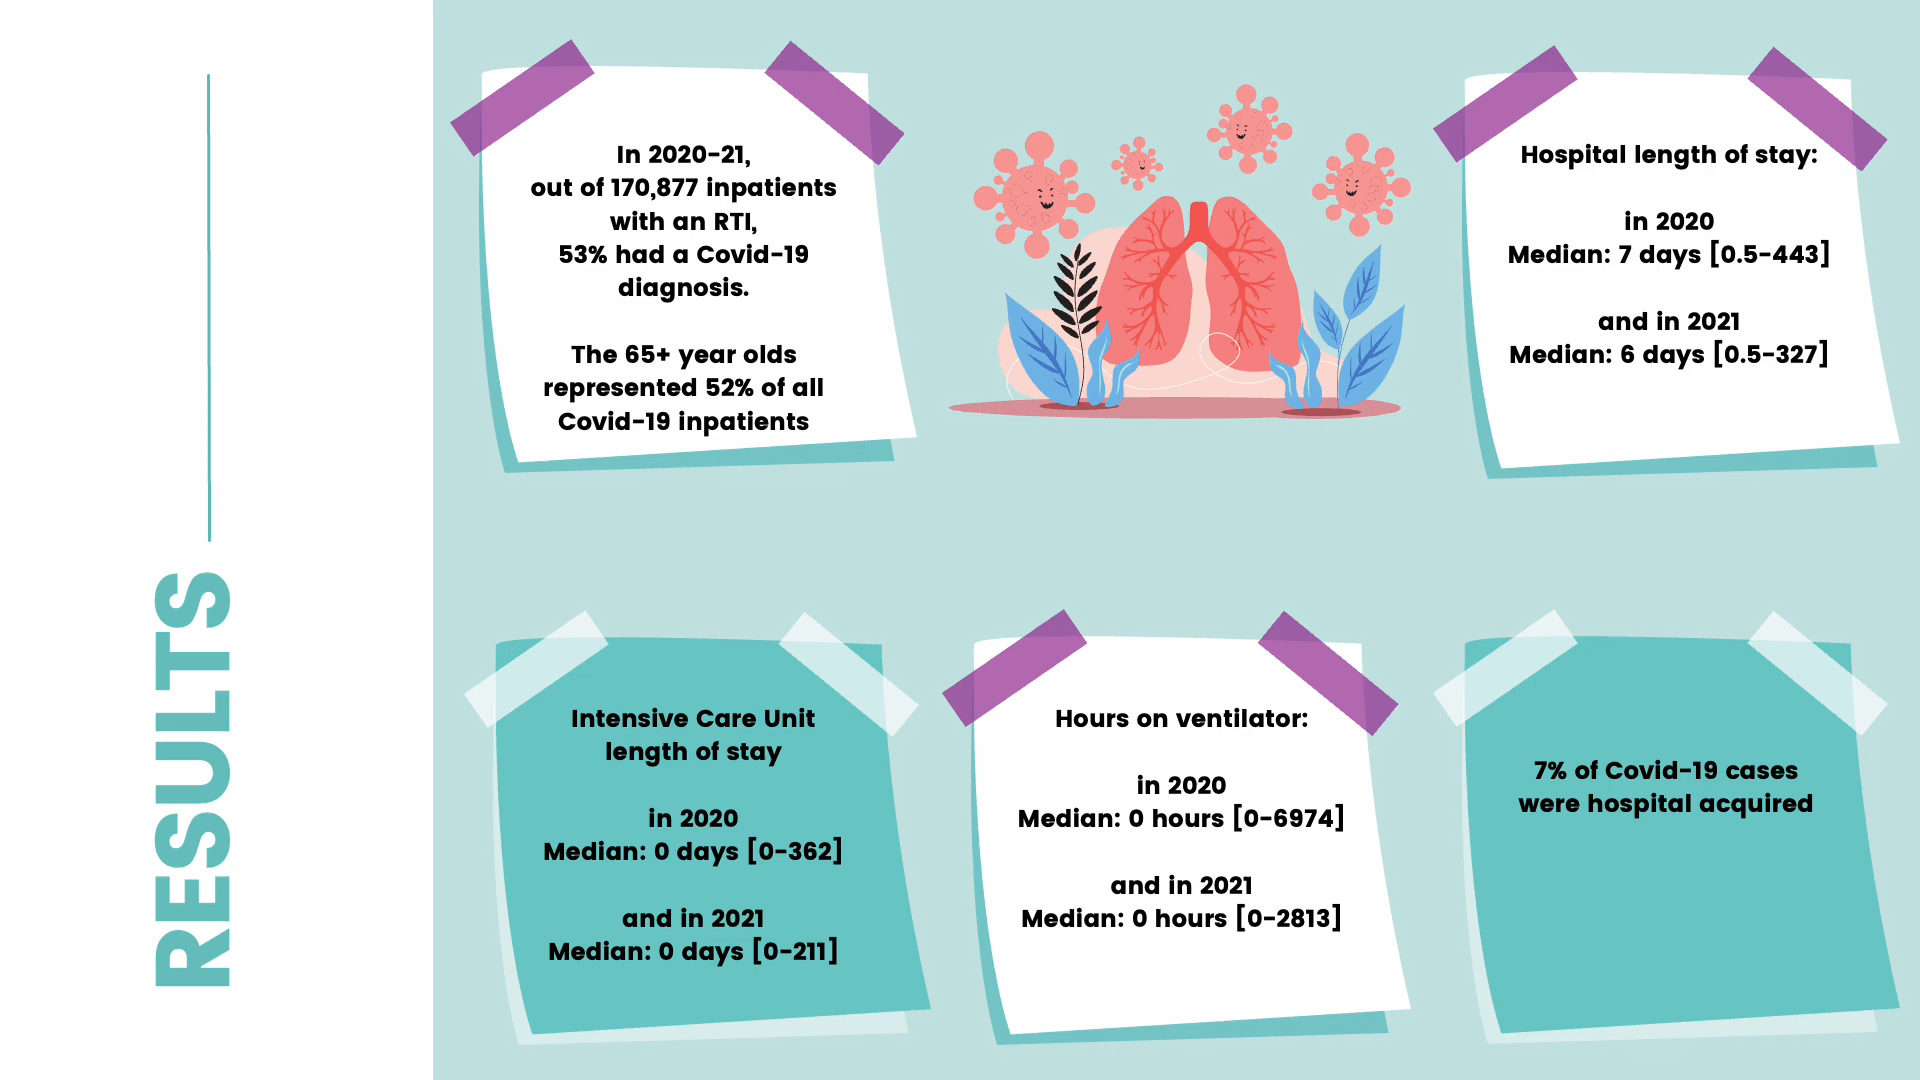 RESULTS
In 2020-21,
out of 170,877 inpatients
with an RTI,
53% had a Covid-19
diagnosis.
The 65+ year olds
represented 52% of all
Covid-19 inpatients
Hospital length of stay:
in 2020
Median: 7 days [0.5-443]
and in 2021
Median: 6 days [0.5-327]
Intensive Care Unit
length of stay
in 2020
Median: 0 days [0-362]
and in 2021
Median: 0 days [0-211]
Hours on ventilator:
in 2020
Median: 0 hours [0-6974]
and in 2021
Median: 0 hours [0-2813]
7% of Covid-19 cases
were hospital acquired